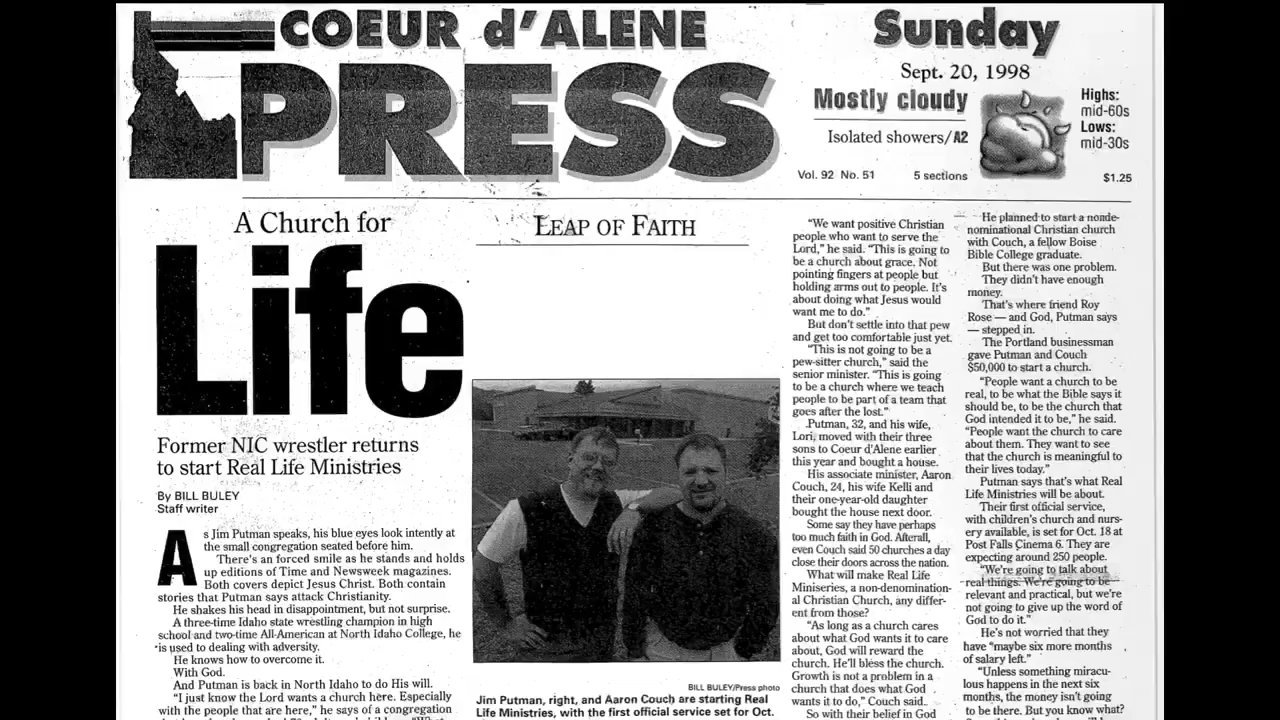 COEUR d'ALENE
PRESS
Sunday
Sept. 20, 1998
Mostly cloudy
Isolated showers/A2
Highs:
mid-60s
Lows:
mid-30s
Vol. 92 No. 51
5 sections
$1.25
A Church for
Life
Former NIC wrestler returns
to start Real Life Ministries
By BILL BULEY
Staff writer
As Jim Putman speaks, his blue eyes look intently at
the small congregation seated before him.
There's an forced smile as he stands and holds
up editions of Time and Newsweek magazines.
Both covers depict Jesus Christ. Both contain
stories that Putman says attack Christianity.
He shakes his head in disappointment, but not surprise.
A three-time Idaho state wrestling champion in high
school and two-time All-American at North Idaho College, he
is used to dealing with adversity.
He knows how to overcome it.
With God.
And Putman is back in North Idaho to do His will.
"I just know the Lord wants a church here. Especially
with the people that are here," he says of a congregation
LEAP OF FAITH
BILL BULEY/Press photo
Jim Putman, right, and Aaron Couch are starting Real
Life Ministries, with the first official service set for Oct.
"We want positive Christian
people who want to serve the
Lord," he said. "This is going to
be a church about grace. Not
pointing fingers at people but
holding arms out to people. It's
about doing what Jesus would
want me to do."
But don't settle into that pew
and get too comfortable just yet.
"This is not going to be a
pew-sitter church," said the
senior minister. "This is going
to be a church where we teach
people to be part of a team that
goes after the lost."
Putman, 32, and his wife,
Lori, moved with their three
sons to Coeur d'Alene earlier
this year and bought a house.
His associate minister, Aaron
Couch, 24, his wife Kelli and
their one-year-old daughter
bought the house next door.
Some say they have perhaps
too much faith in God. Afterall,
even Couch said 50 churches a day
close their doors across the nation.
What will make Real Life
Miniseries, a non-denomination-
al Christian Church, any differ-
ent from those?
"As long as a church cares
about what God wants it to care
about, God will reward the
church. He'll bless the church.
Growth is not a problem in a
church that does what God
wants it to do," Couch said..
So with their belief in God
He planned to start a nonde-
nominational Christian church
with Couch, a fellow Boise
Bible College graduate.
But there was one problem.
They didn't have enough
money.
That's where friend Roy
Rose — and God, Putman says
— stepped in.
The Portland businessman
gave Putman and Couch
$50,000 to start a church.
"People want a church to be
real, to be what the Bible says it
should be, to be the church that
God intended it to be," he said.
"People want the church to care
about them. They want to see
that the church is meaningful to
their lives today."
Putman says that's what Real
Life Ministries will be about.
Their first official service,
with children's church and nurs-
ery available, is set for Oct. 18 at
Post Falls Cinema 6. They are
expecting around 250 people.
"We're going to talk about
real things. We're going to be
relevant and practical, but we're
not going to give up the word of
God to do it."
He's not worried that they
have "maybe six more months
of salary left."
"Unless something miracu-
lous happens in the next six
months, the money isn't going
to be there. But you know what?